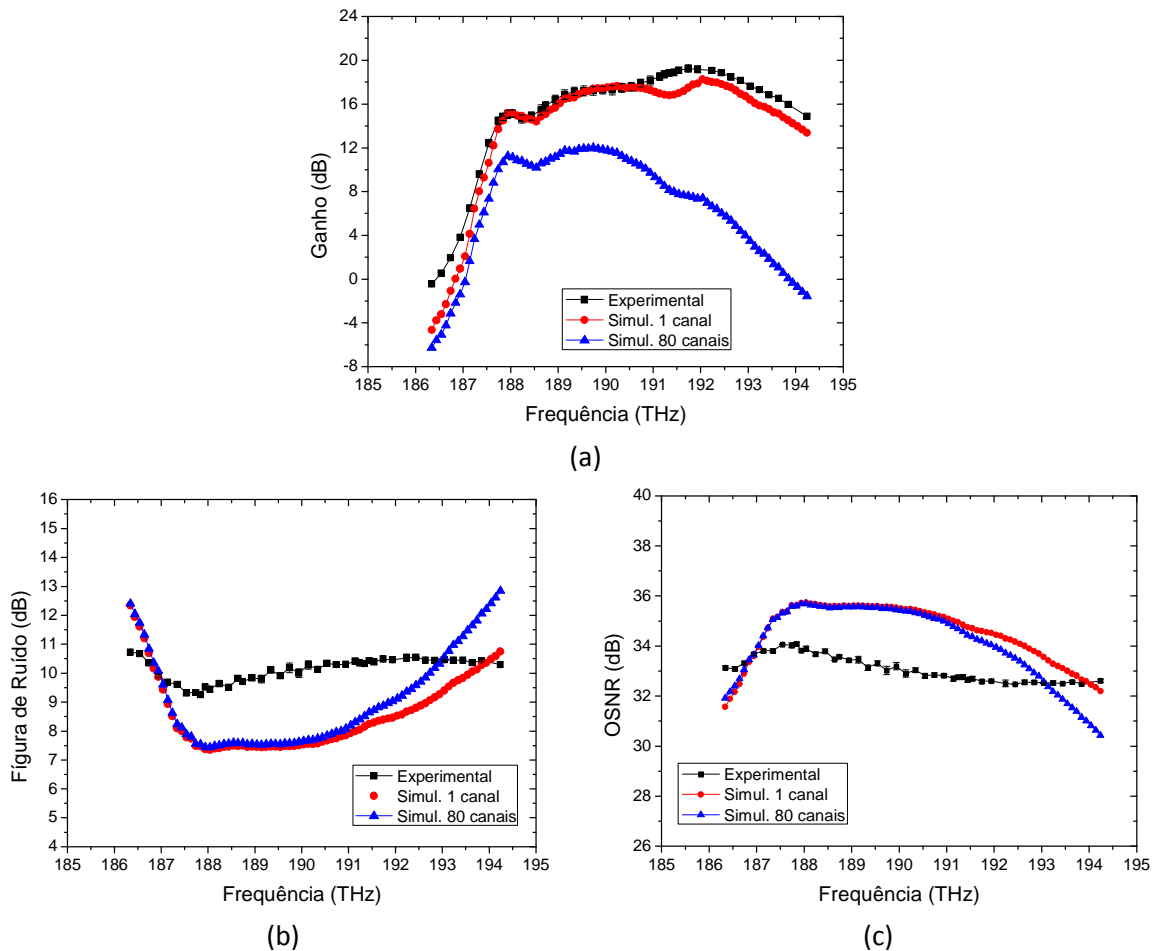 24
20
16
12
8
4
0
-4
-8
Ganho (dB)
Experimental
Simul. 1 canal
Simul. 80 canais
185 186 187 188 189 190 191 192 193 194 195
Frequência (THz)
(a)
16
15
14
13
12
11
10
9
8
7
6
5
4
Fígura de Ruído (dB)
Experimental
Simul. 1 canal
Simul. 80 canais
185 186 187 188 189 190 191 192 193 194 195
Frequência (THz)
(b)
40
38
36
34
32
30
28
26
OSNR (dB)
Experimental
Simul. 1 canal
Simul. 80 canais
185 186 187 188 189 190 191 192 193 194 195
Frequência (THz)
(c)